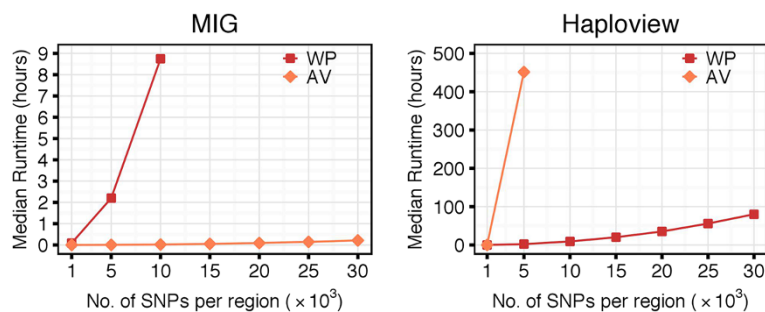 MIG
Median Runtime (hours)
9
8
7
6
5
4
3
2
1
0
WP
AV
1 5 10 15 20 25 30
No. of SNPs per region (×10³)
Haploview
Median Runtime (hours)
500
400
300
200
100
0
WP
AV
1 5 10 15 20 25 30
No. of SNPs per region (×10³)